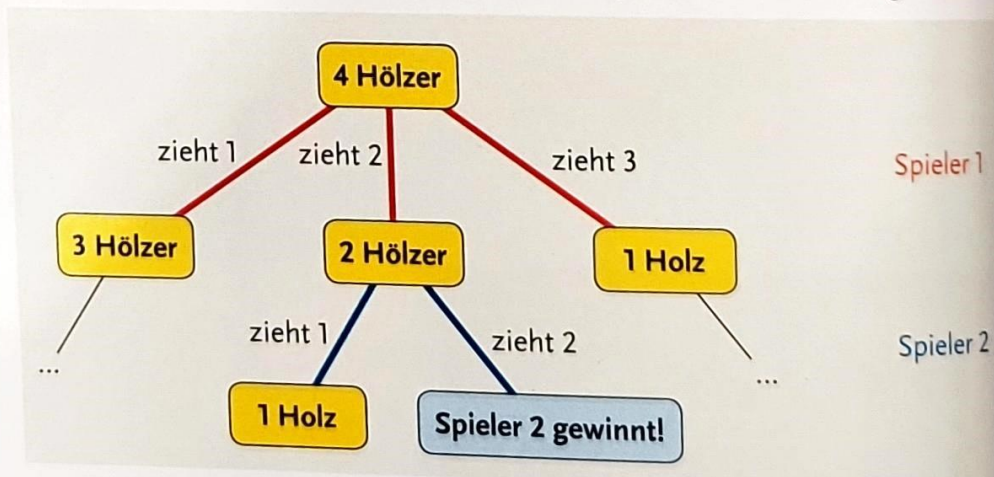 4 Hölzer
zieht 1
zieht 2
zieht 3
Spieler 1
3 Hölzer
2 Hölzer
1 Holz
zieht 1
zieht 2
Spieler 2
...
...
1 Holz
Spieler 2 gewinnt!